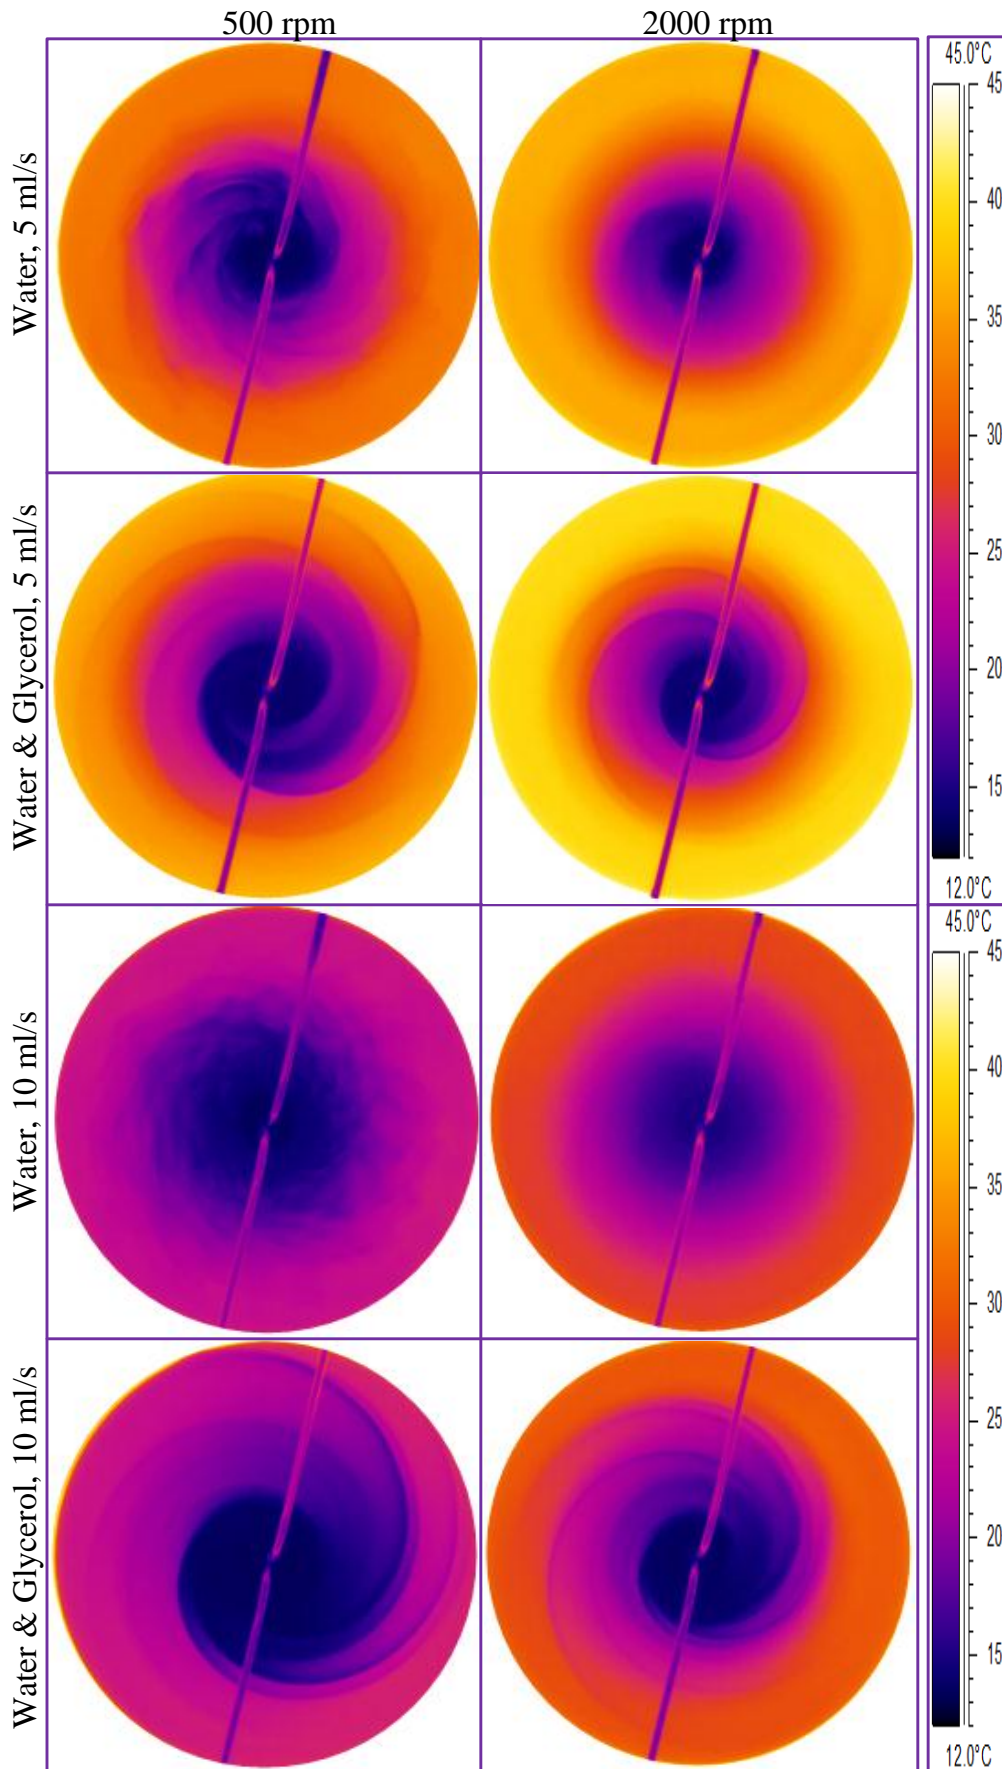 500 rpm
2000 rpm
Water, 5 ml/s
Water & Glycerol, 5 ml/s
Water, 10 ml/s
Water & Glycerol, 10 ml/s
45.0°C
45
40
35
30
25
20
15
12.0°C
45.0°C
45
40
35
30
25
20
15
12.0°C